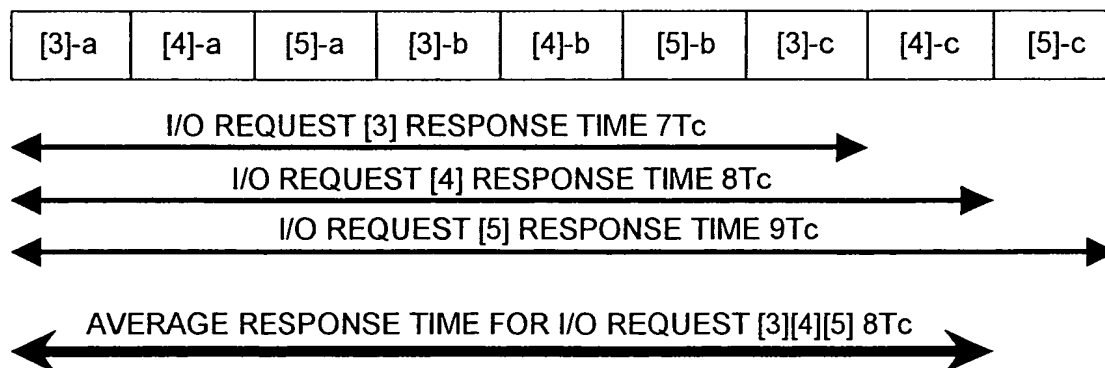 [3]-a [4]-a [5]-a [3]-b [4]-b [5]-b [3]-c [4]-c [5]-c
I/O REQUEST [3] RESPONSE TIME 7Tc
I/O REQUEST [4] RESPONSE TIME 8Tc
I/O REQUEST [5] RESPONSE TIME 9Tc
AVERAGE RESPONSE TIME FOR I/O REQUEST [3][4][5] 8Tc